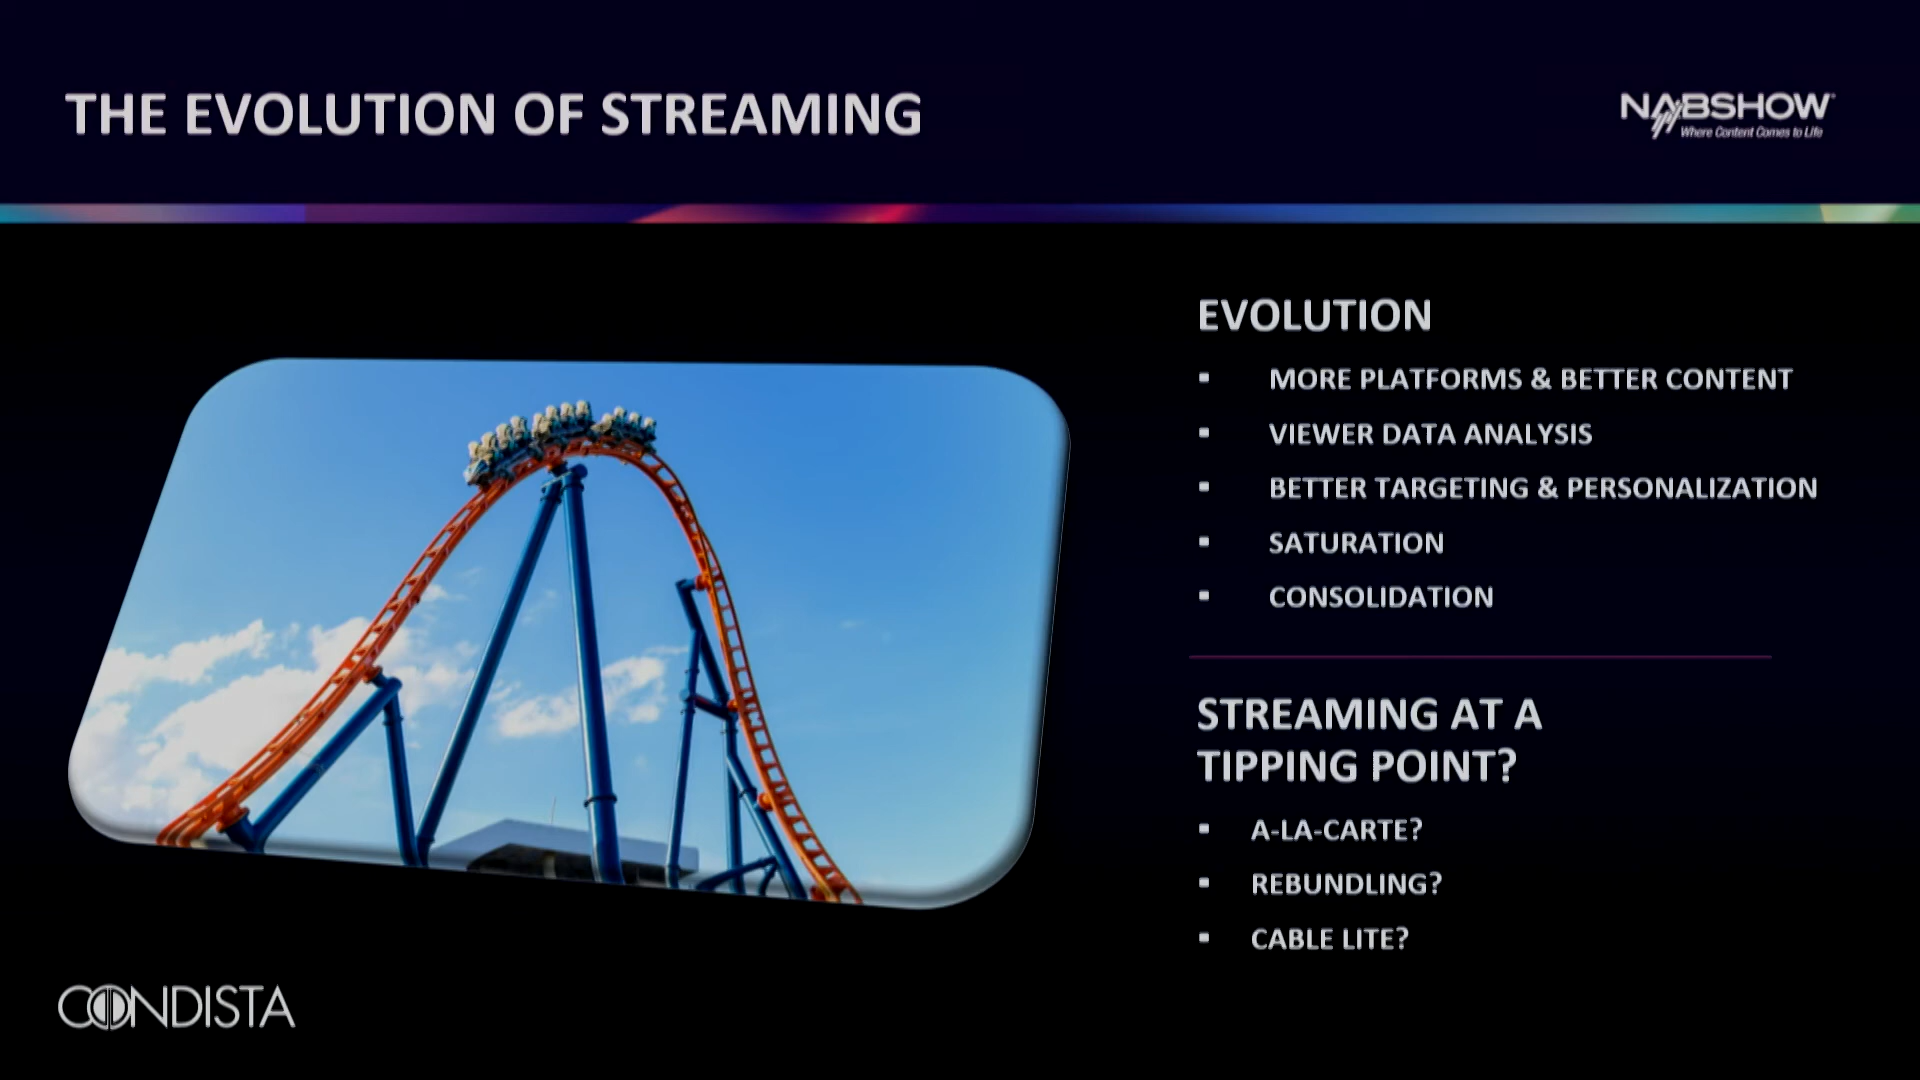 THE EVOLUTION OF STREAMING
NABSHOW
Where Content Comes to Life
EVOLUTION
▪ MORE PLATFORMS & BETTER CONTENT
▪ VIEWER DATA ANALYSIS
▪ BETTER TARGETING & PERSONALIZATION
▪ SATURATION
▪ CONSOLIDATION
STREAMING AT A
TIPPING POINT?
▪ A-LA-CARTE?
▪ REBUNDLING?
▪ CABLE LITE?
CONDISTA